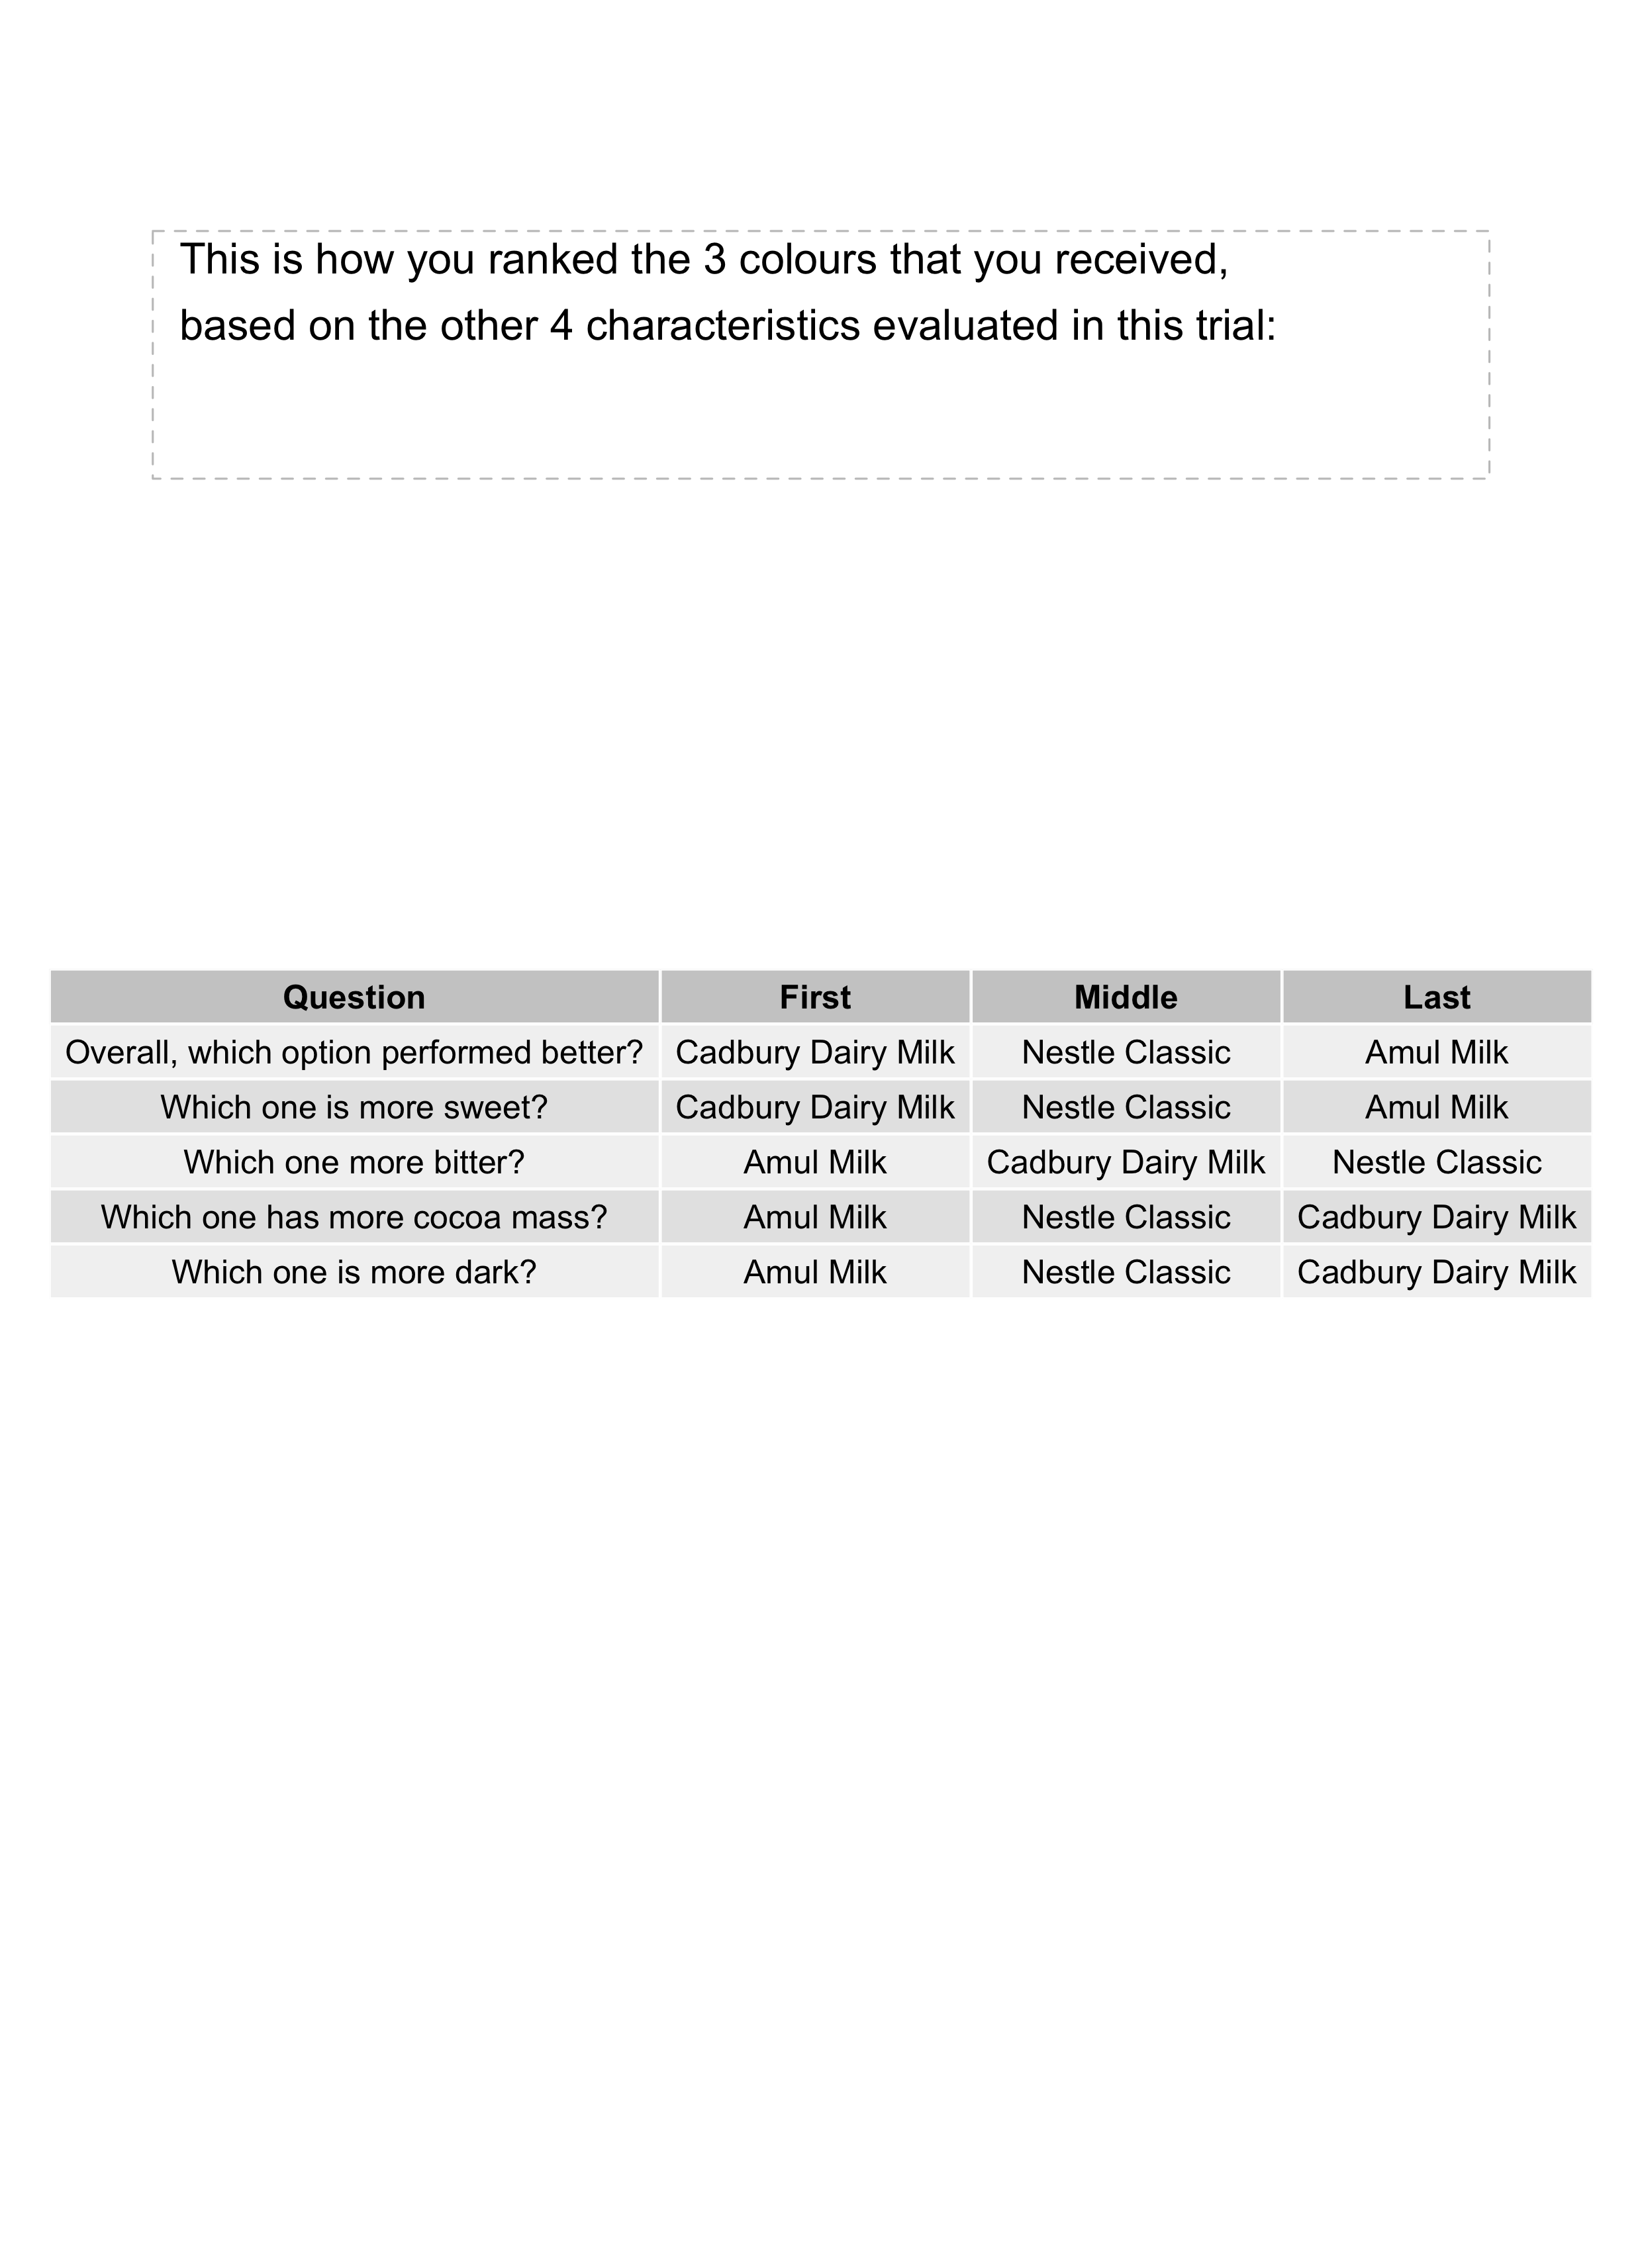 This is how you ranked the 3 colours that you received,
based on the other 4 characteristics evaluated in this trial:
Question First Middle Last
Overall, which option performed better? Cadbury Dairy Milk Nestle Classic Amul Milk
Which one is more sweet? Cadbury Dairy Milk Nestle Classic Amul Milk
Which one more bitter? Amul Milk Cadbury Dairy Milk Nestle Classic
Which one has more cocoa mass? Amul Milk Nestle Classic Cadbury Dairy Milk
Which one is more dark? Amul Milk Nestle Classic Cadbury Dairy Milk